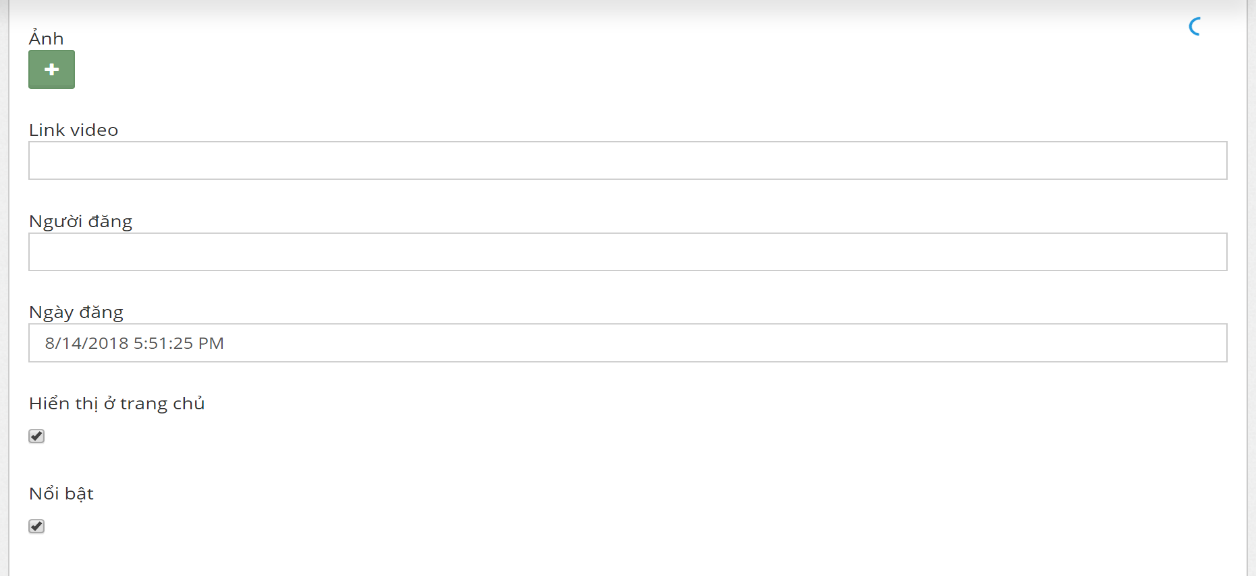 Ảnh
Link video
Người đăng
Ngày đăng
8/14/2018 5:51:25 PM
Hiển thị ở trang chủ
Nổi bật